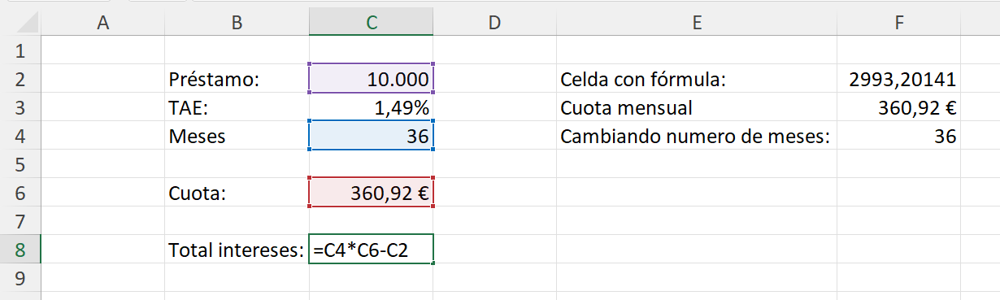 A B C D E F
1
2 Préstamo: 10.000 Celda con fórmula: 2993,20141
3 TAE: 1,49% Cuota mensual 360,92 €
4 Meses 36 Cambiando numero de meses: 36
5
6 Cuota: 360,92 €
7
8 Total intereses: =C4*C6-C2
9